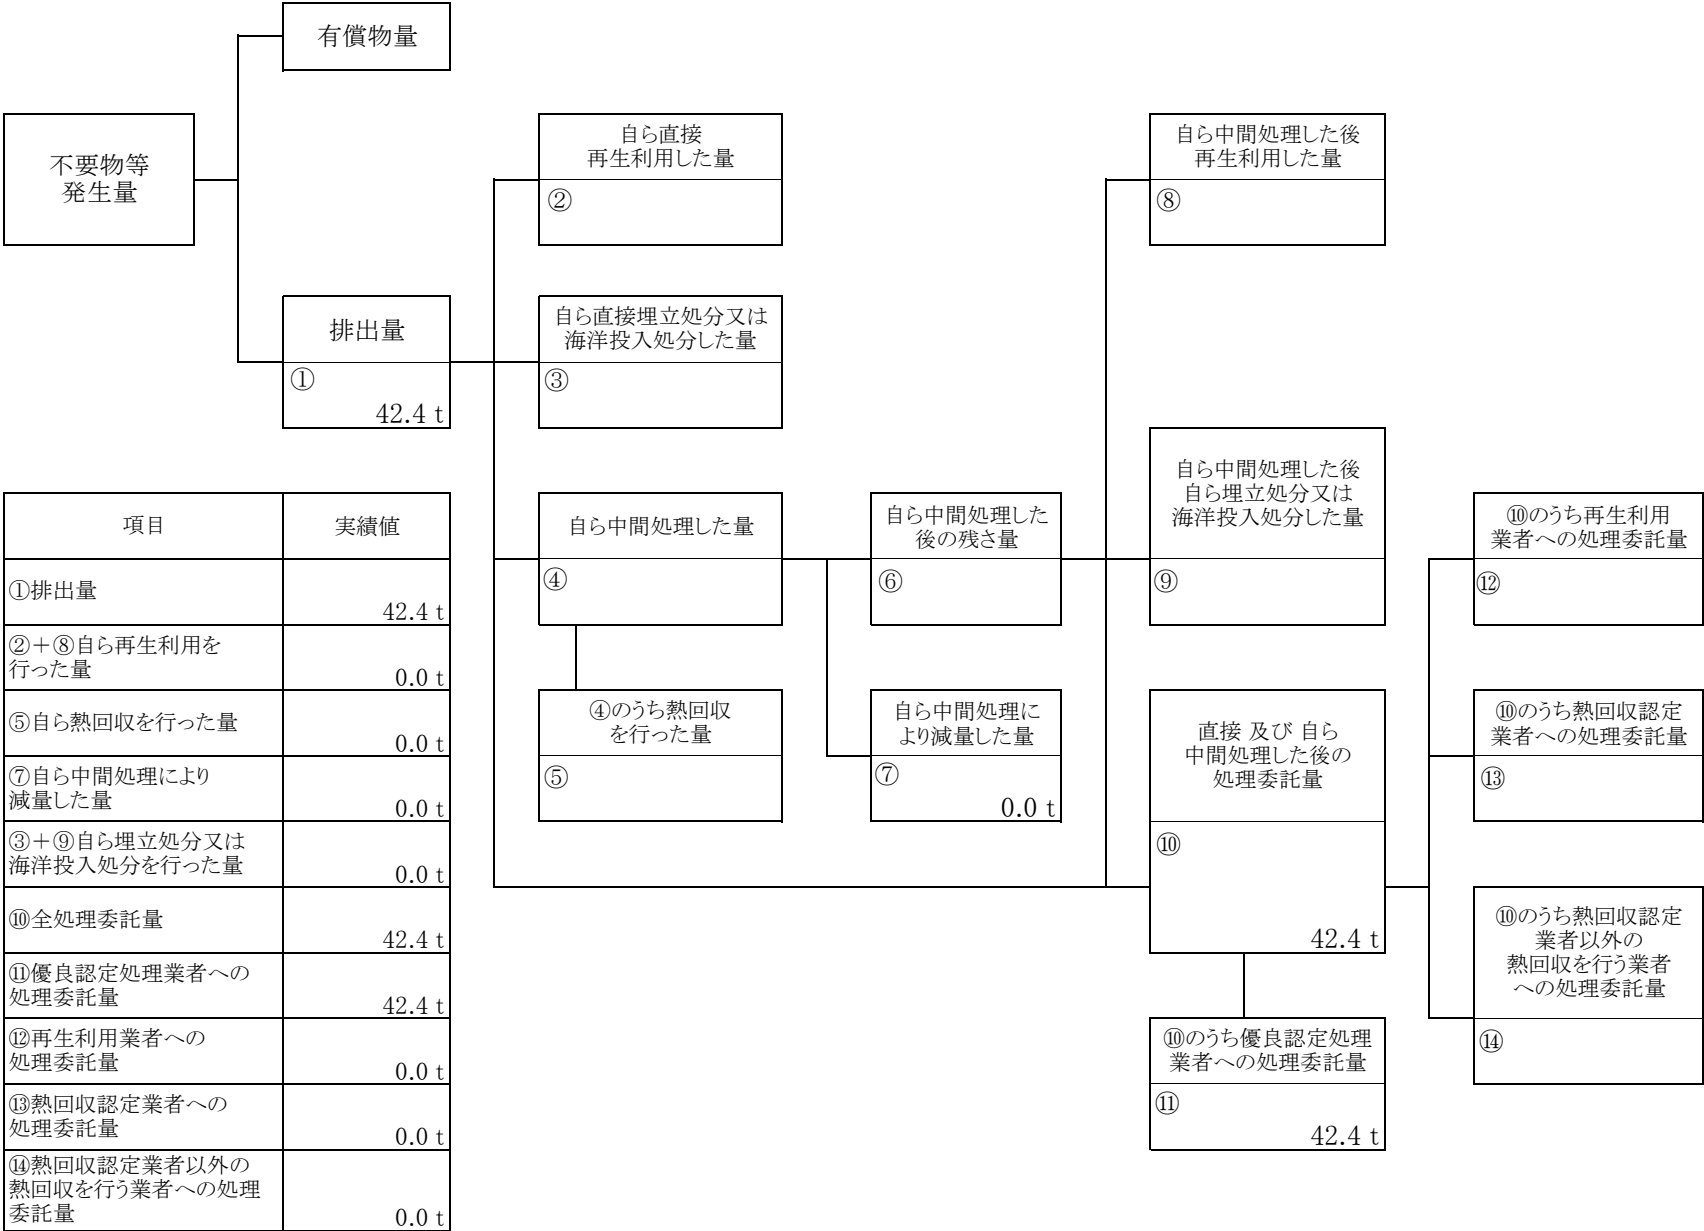 有償物量
不要物等
発生量
自ら直接
再生利用した量
②
自ら中間処理した後
再生利用した量
⑧
排出量
①
42.4 t
自ら直接埋立処分又は
海洋投入処分した量
③
自ら中間処理した量
④
自ら中間処理した
後の残さ量
⑥
自ら中間処理した後
自ら埋立処分又は
海洋投入処分した量
⑨
⑩のうち再生利用
業者への処理委託量
⑫
④のうち熱回収
を行った量
⑤
自ら中間処理に
より減量した量
⑦
0.0 t
直接 及び 自ら
中間処理した後の
処理委託量
⑩
42.4 t
⑩のうち熱回収認定
業者への処理委託量
⑬
⑩のうち優良認定処理
業者への処理委託量
⑪
42.4 t
⑩のうち熱回収認定
業者以外の
熱回収を行う業者
への処理委託量
⑭
項目 実績値
①排出量
42.4 t
②+⑧自ら再生利用を
行った量
0.0 t
⑤自ら熱回収を行った量
0.0 t
⑦自ら中間処理により
減量した量
0.0 t
③+⑨自ら埋立処分又は
海洋投入処分を行った量
0.0 t
⑩全処理委託量
42.4 t
⑪優良認定処理業者への
処理委託量
42.4 t
⑫再生利用業者への
処理委託量
0.0 t
⑬熱回収認定業者への
処理委託量
0.0 t
⑭熱回収認定業者以外の
熱回収を行う業者への処理
委託量
0.0 t